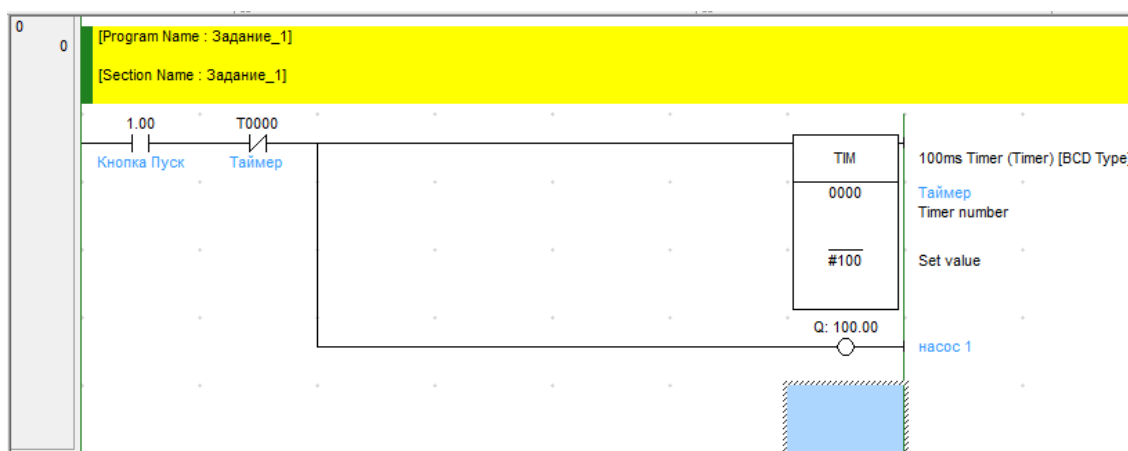 0
0
[Program Name : Задание_1]
[Section Name : Задание_1]
1.00
T0000
Кнопка Пуск
Таймер
TIM
100ms Timer (Timer) [BCD Type]
0000
Таймер
Timer number
#100
Set value
Q: 100.00
насос 1